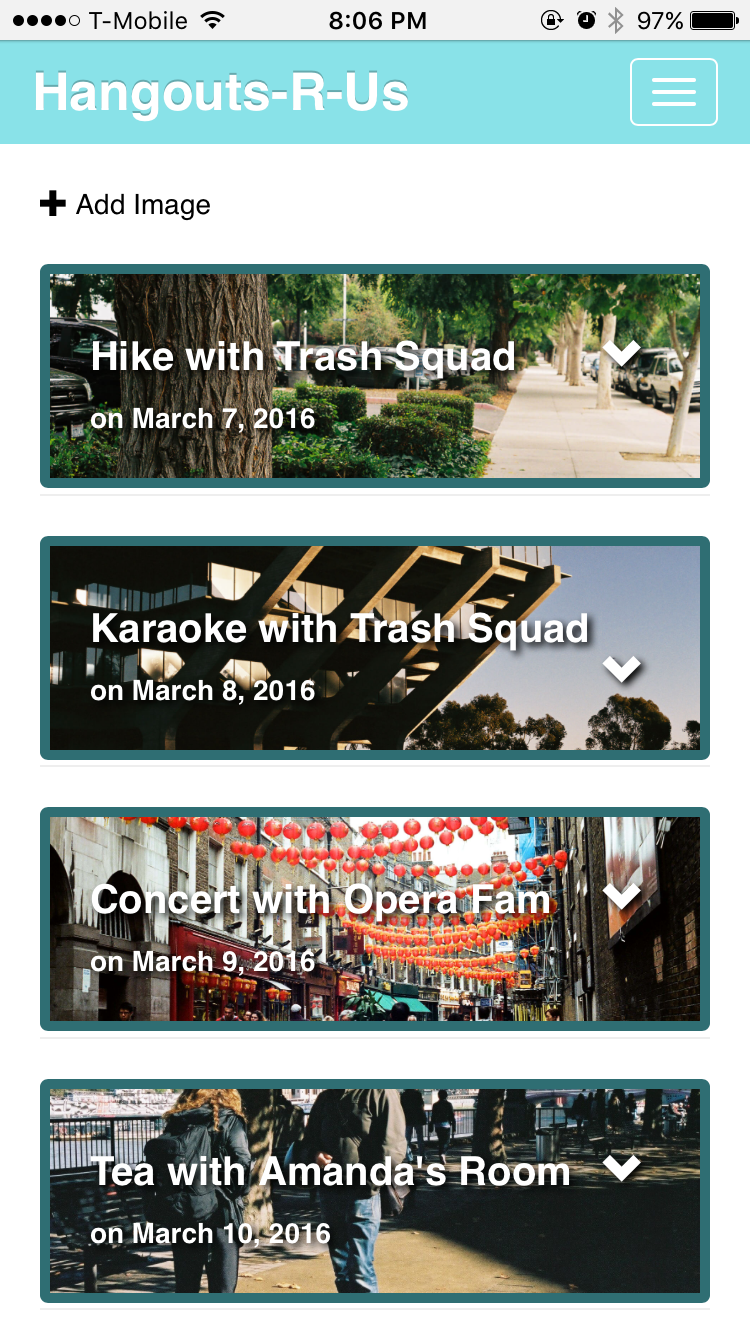 T-Mobile 8:06 PM 97%
Hangouts-R-Us
Add Image
Hike with Trash Squad
on March 7, 2016
Karaoke with Trash Squad
on March 8, 2016
Concert with Opera Fam
on March 9, 2016
Tea with Amanda's Room
on March 10, 2016